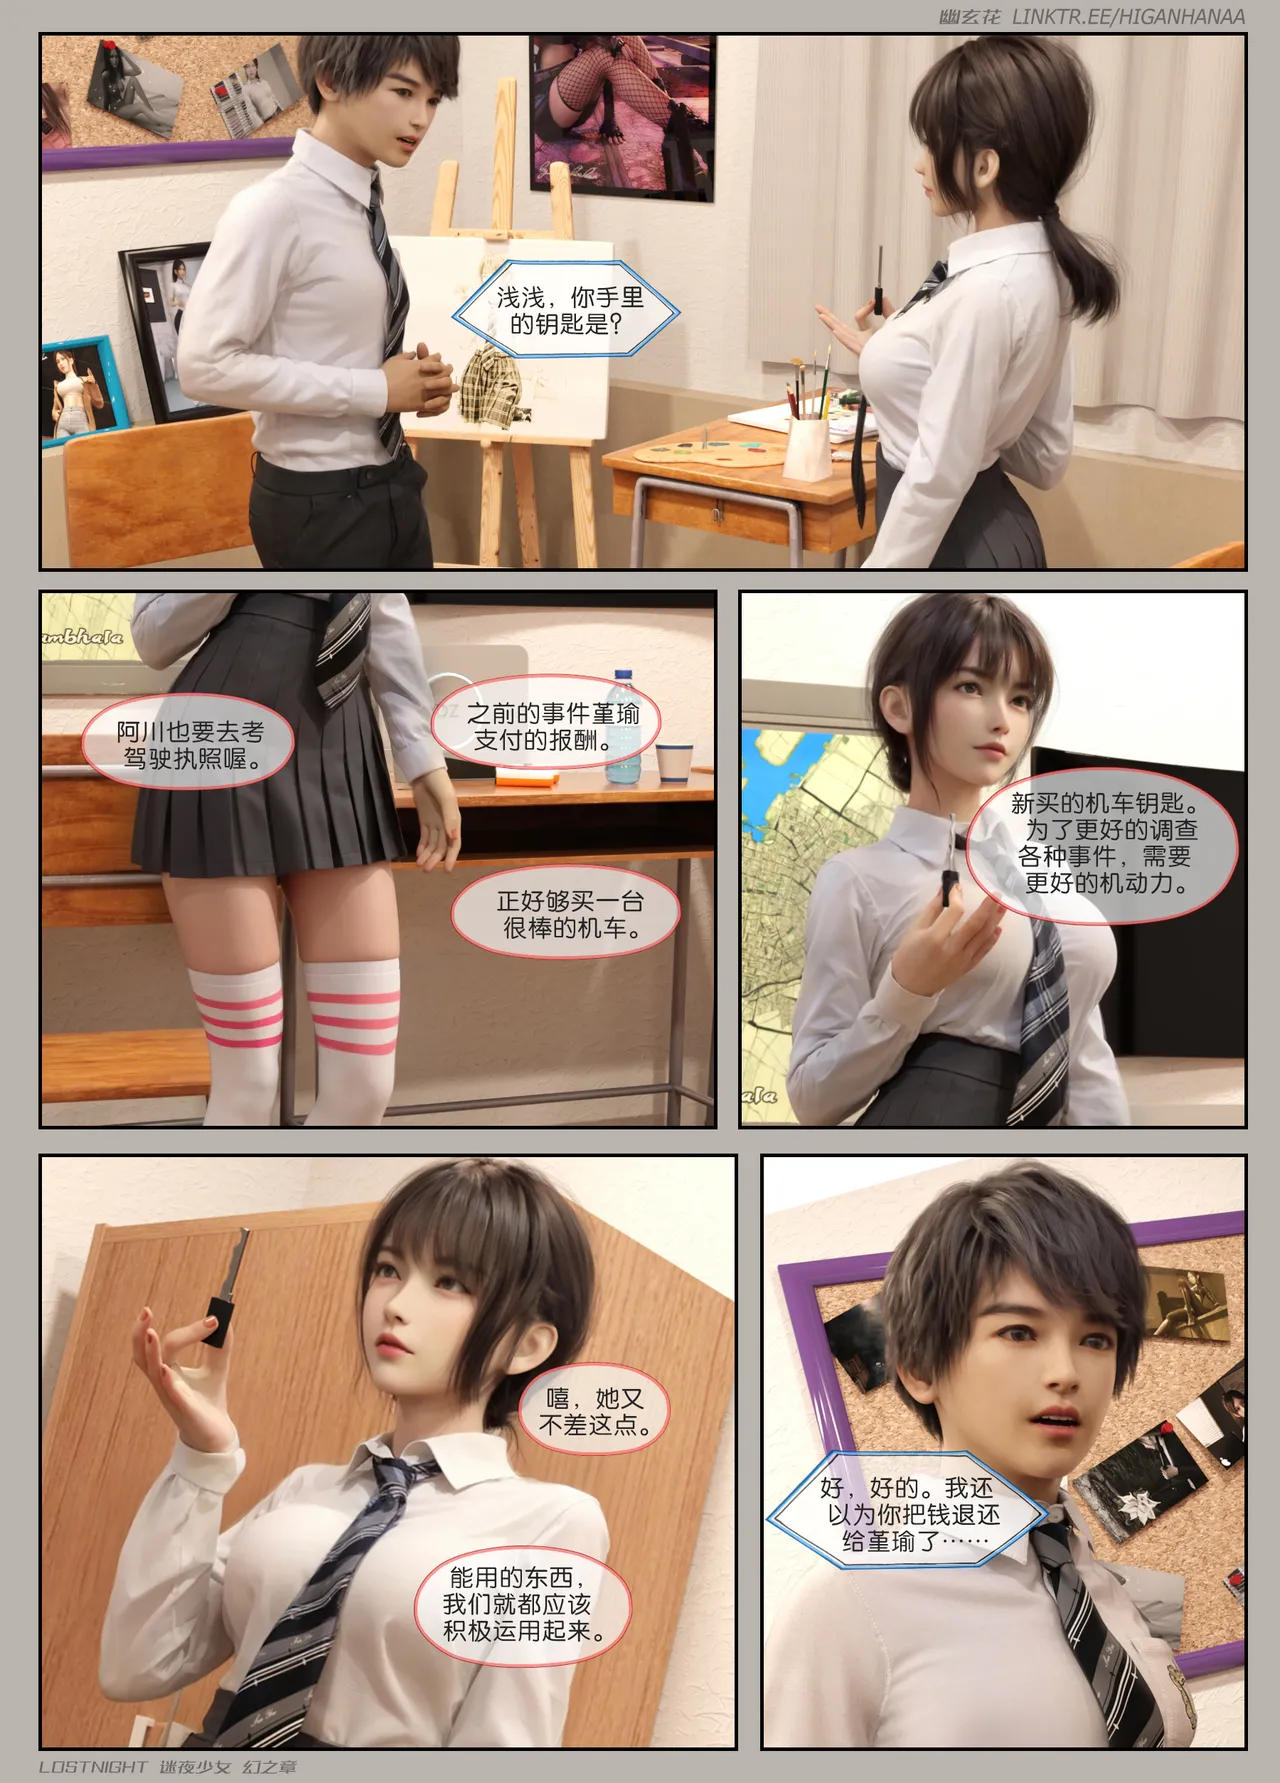 幽玄花 LINKTR.EE/HIGANHANAA
浅浅，你手里
的钥匙是？
阿川也要去考
驾驶执照喔。
之前的事件堇瑜
支付的报酬。
正好够买一台
很棒的机车。
ambhala
新买的机车钥匙。
为了更好的调查
各种事件，需要
更好的机动力。
ala
嘻，她又
不差这点。
能用的东西，
我们就都应该
积极运用起来。
好，好的。我还
以为你把钱退还
给堇瑜了……
LOSTNIGHT 迷夜少女 幻之章